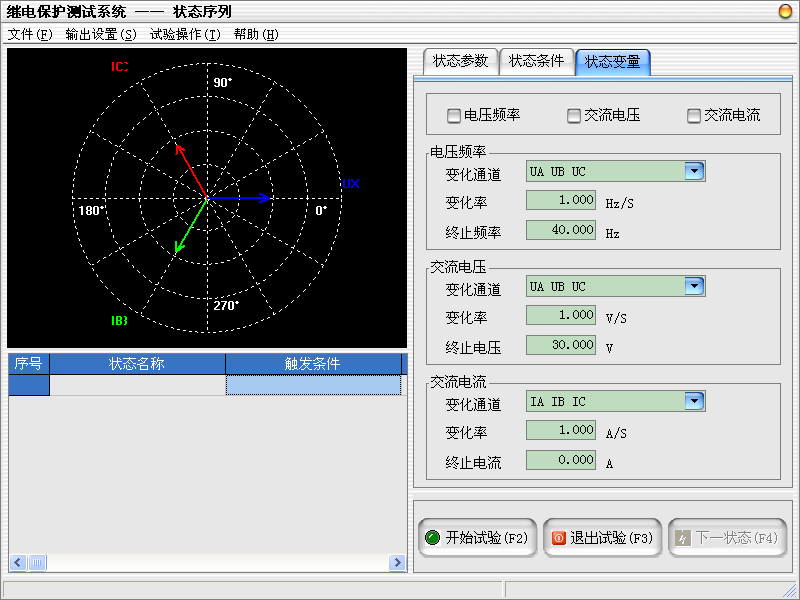 继电保护测试系统 —— 状态序列
文件(F) 输出设置(S) 试验操作(T) 帮助(H)
90°
180°
0°
270°
状态参数 状态条件 状态变量
电压频率 交流电压 交流电流
电压频率
变化通道 UA UB UC
变化率 1.000 Hz/S
终止频率 40.000 Hz
交流电压
变化通道 UA UB UC
变化率 1.000 V/S
终止电压 30.000 V
交流电流
变化通道 IA IB IC
变化率 1.000 A/S
终止电流 0.000 A
序号 状态名称 触发条件
开始试验(F2) 退出试验(F3) 下一状态(F4)